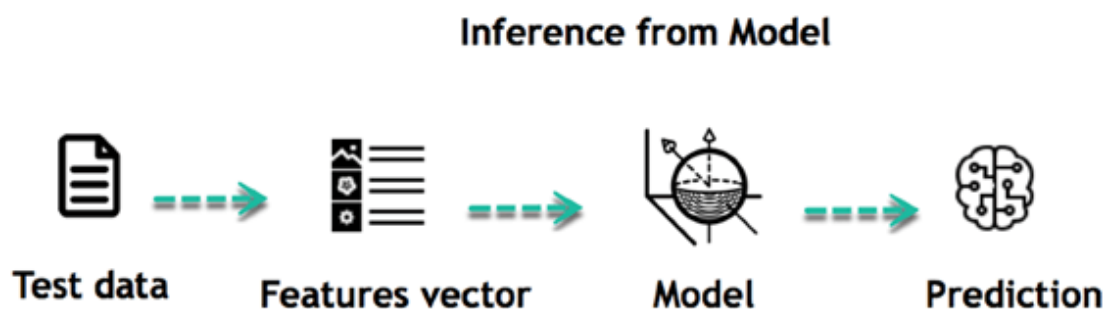 Inference from Model
Test data
Features vector
Model
Prediction